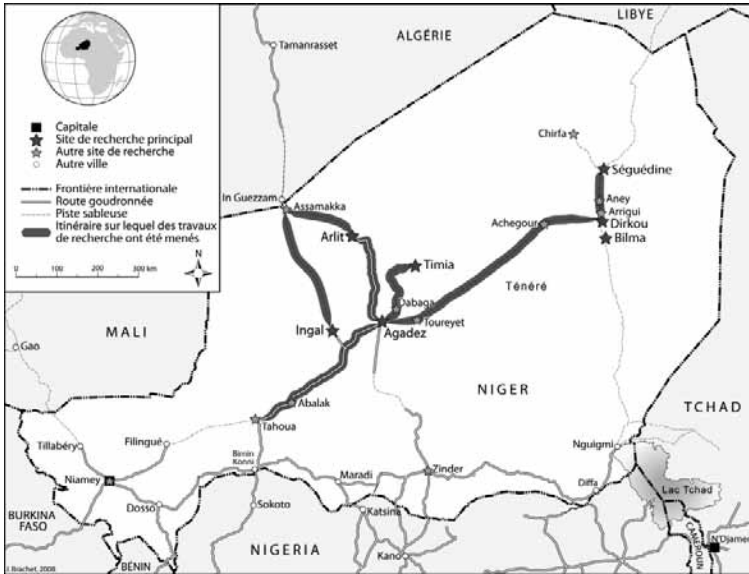 Capitale
Site de recherche principal
Autre site de recherche
Autre ville
Frontière internationale
Route goudronnée
Piste sableuse
Itinéraire sur lequel des travaux
de recherche ont été menés
N
0 100 200 300 km
LIBYE
ALGÉRIE
Tamanrasset
Chirfa
Séguédine
In Guezzam
Assamakka
Aney
Arrigui
Dirkou
Achegour
Arlit
Bilma
Timia
Ténéré
Dabaga
MALI
Ingal
Agadez
Toureyet
Gao
NIGER
TCHAD
Abalak
Tahoua
Tillabéry
Filingué
Nguigmi
Birnin
Konni
Zinder
Niamey
Maradi
Diffa
Lac Tchad
Dosso
Sokoto
Katsina
BURKINA
FASO
NIGERIA
Kano
CAMEROUN
N'Djamena
BÉNIN
J. Brachet, 2008